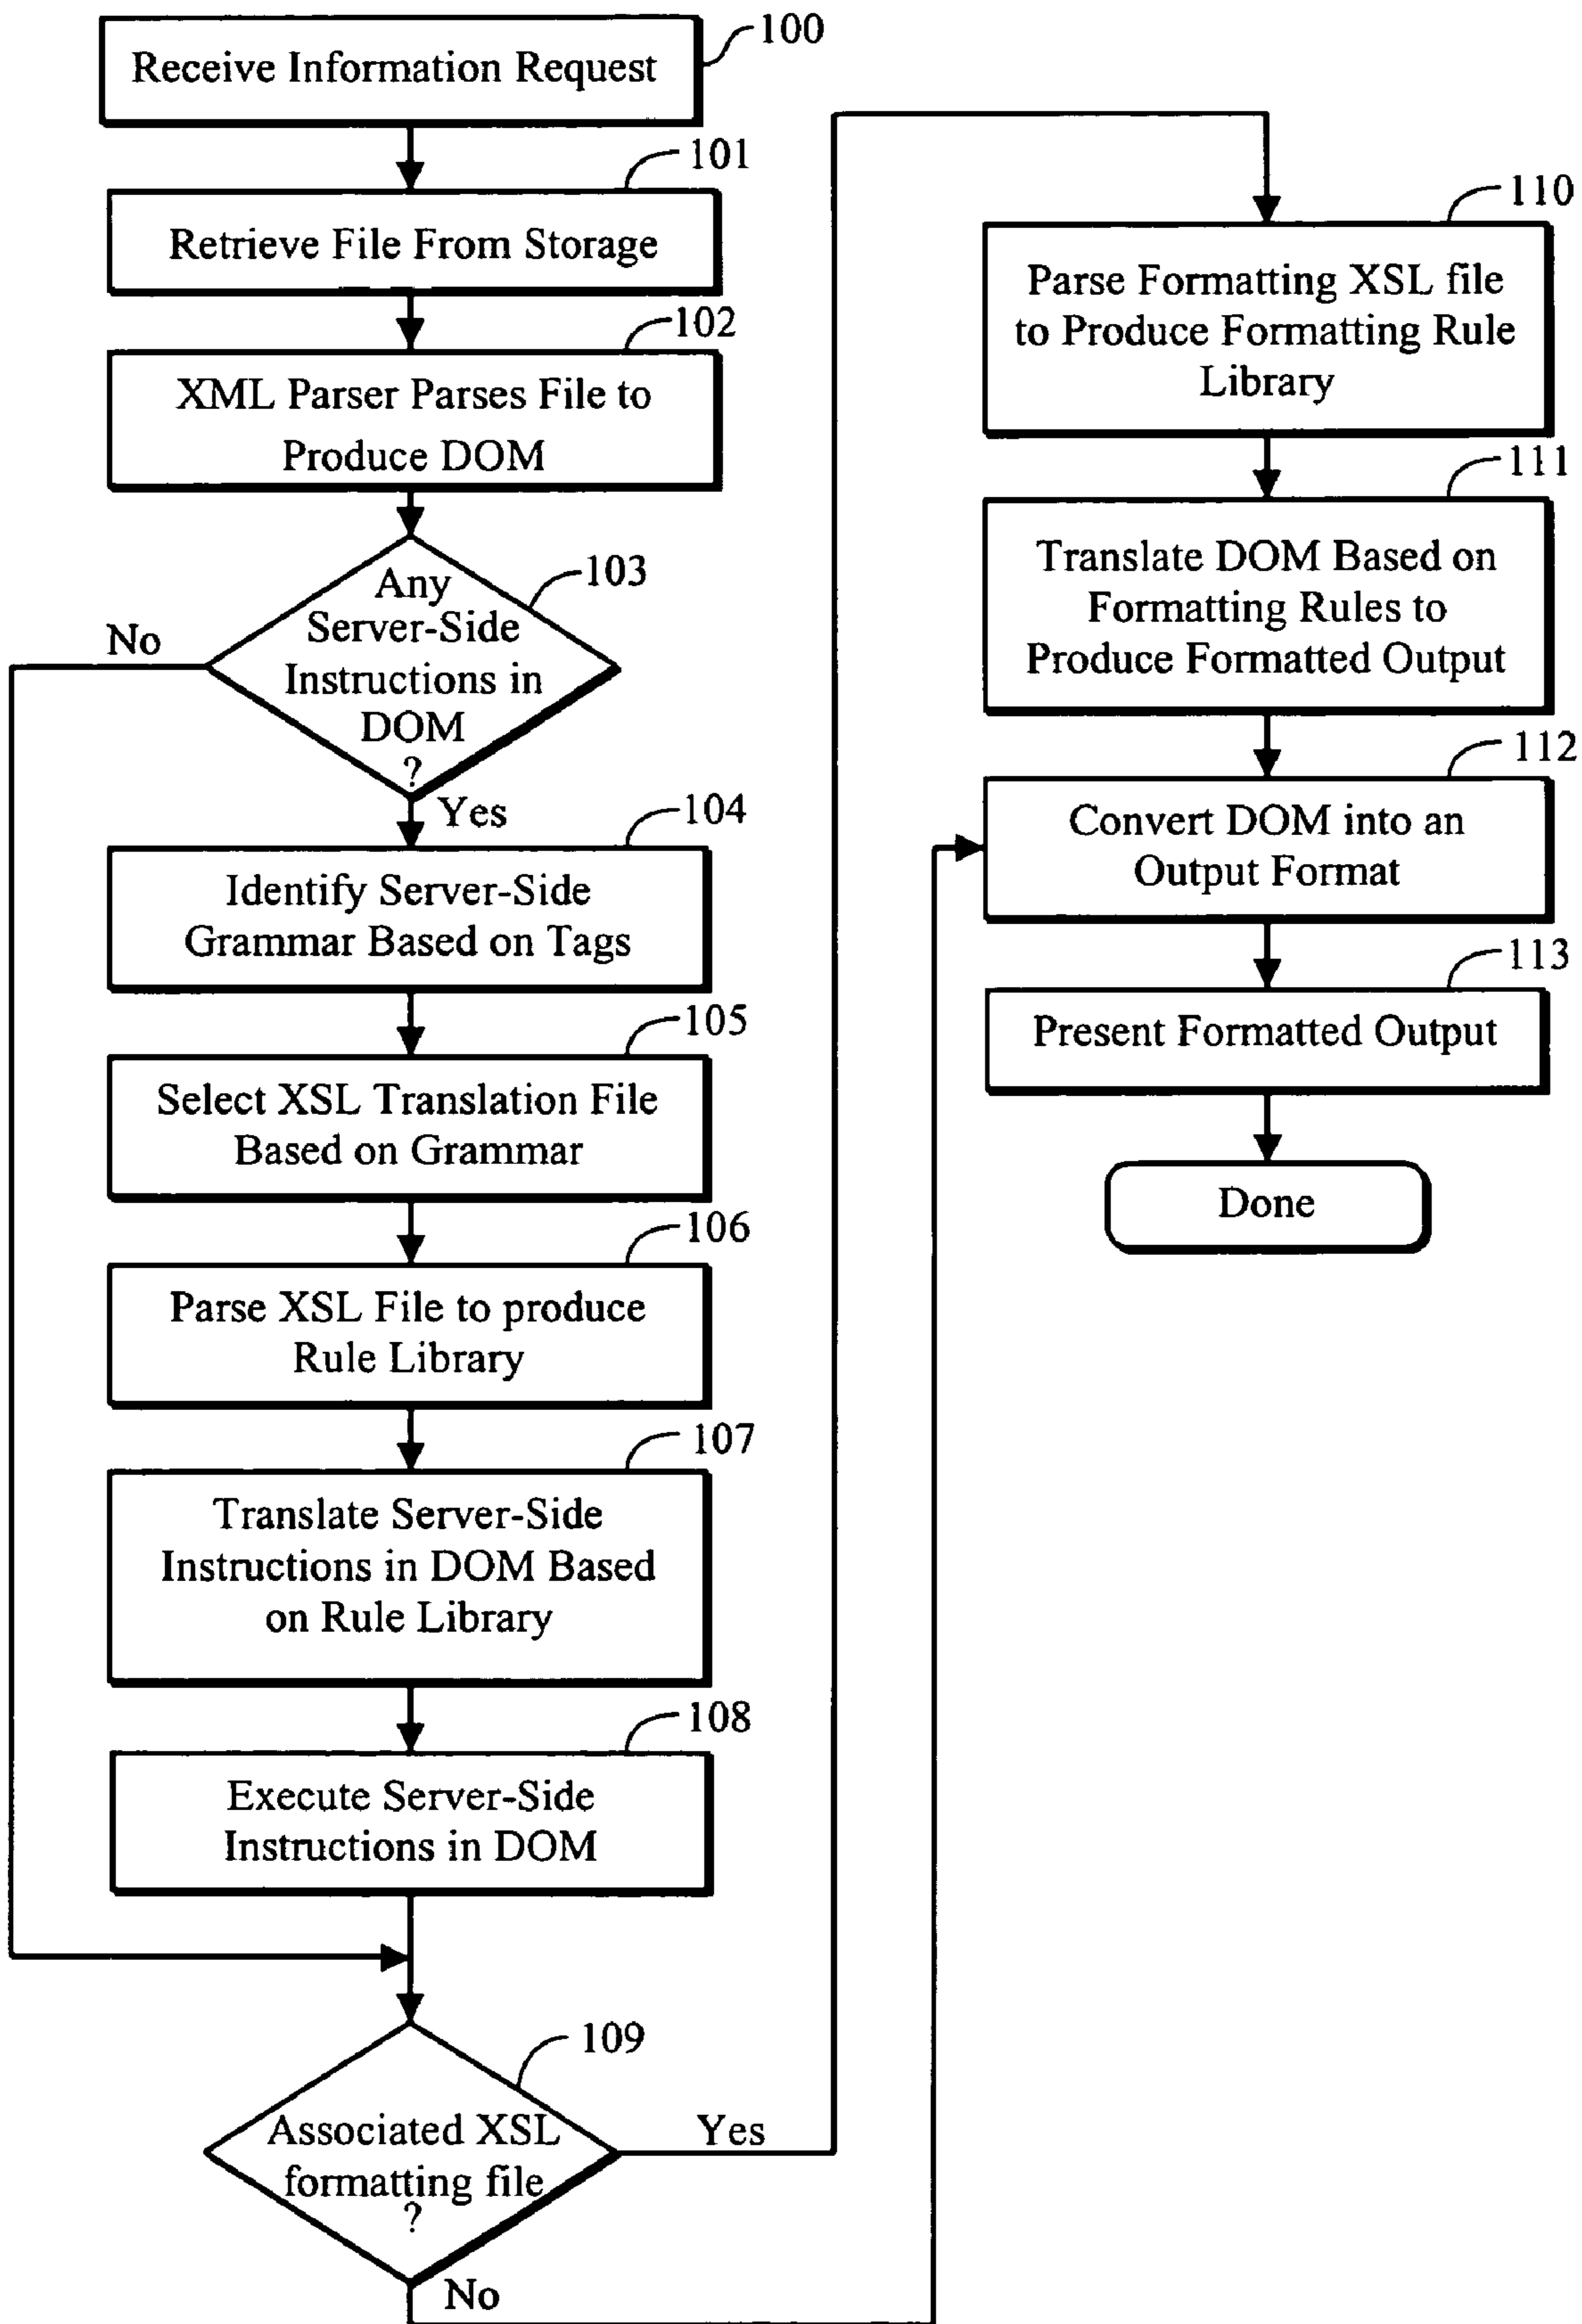 100
Receive Information Request
101
Retrieve File From Storage
102
XML Parser Parses File to
Produce DOM
103
Any
Server-Side
Instructions in
DOM
?
No
Yes
104
Identify Server-Side
Grammar Based on Tags
105
Select XSL Translation File
Based on Grammar
106
Parse XSL File to produce
Rule Library
107
Translate Server-Side
Instructions in DOM Based
on Rule Library
108
Execute Server-Side
Instructions in DOM
109
Associated XSL
formatting file
?
Yes
No
110
Parse Formatting XSL file
to Produce Formatting Rule
Library
111
Translate DOM Based on
Formatting Rules to
Produce Formatted Output
112
Convert DOM into an
Output Format
113
Present Formatted Output
Done